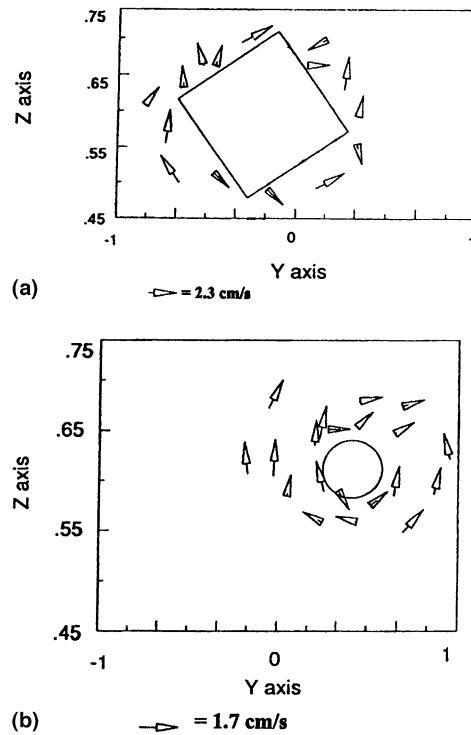 .75
.65
.55
.45
Z axis
-1
0
1
Y axis
(a)
= 2.3 cm/s
.75
.65
.55
.45
Z axis
-1
0
1
Y axis
(b)
= 1.7 cm/s